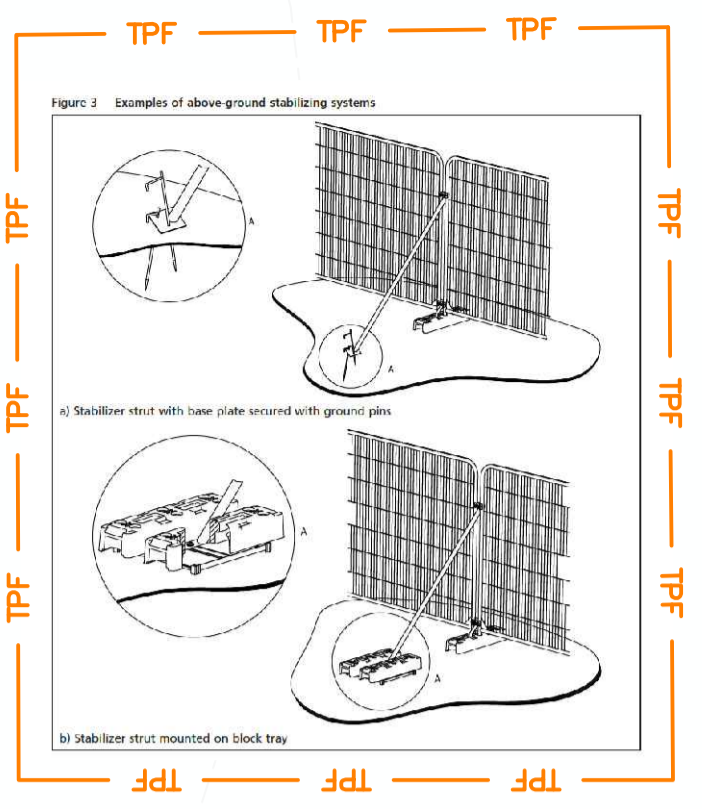 TPF TPF TPF
Figure 3 Examples of above-ground stabilizing systems
TPF
TPF
A
A
a) Stabilizer strut with base plate secured with ground pins
TPF
TPF
A
TPF
TPF
A
b) Stabilizer strut mounted on block tray
TPF TPF TPF